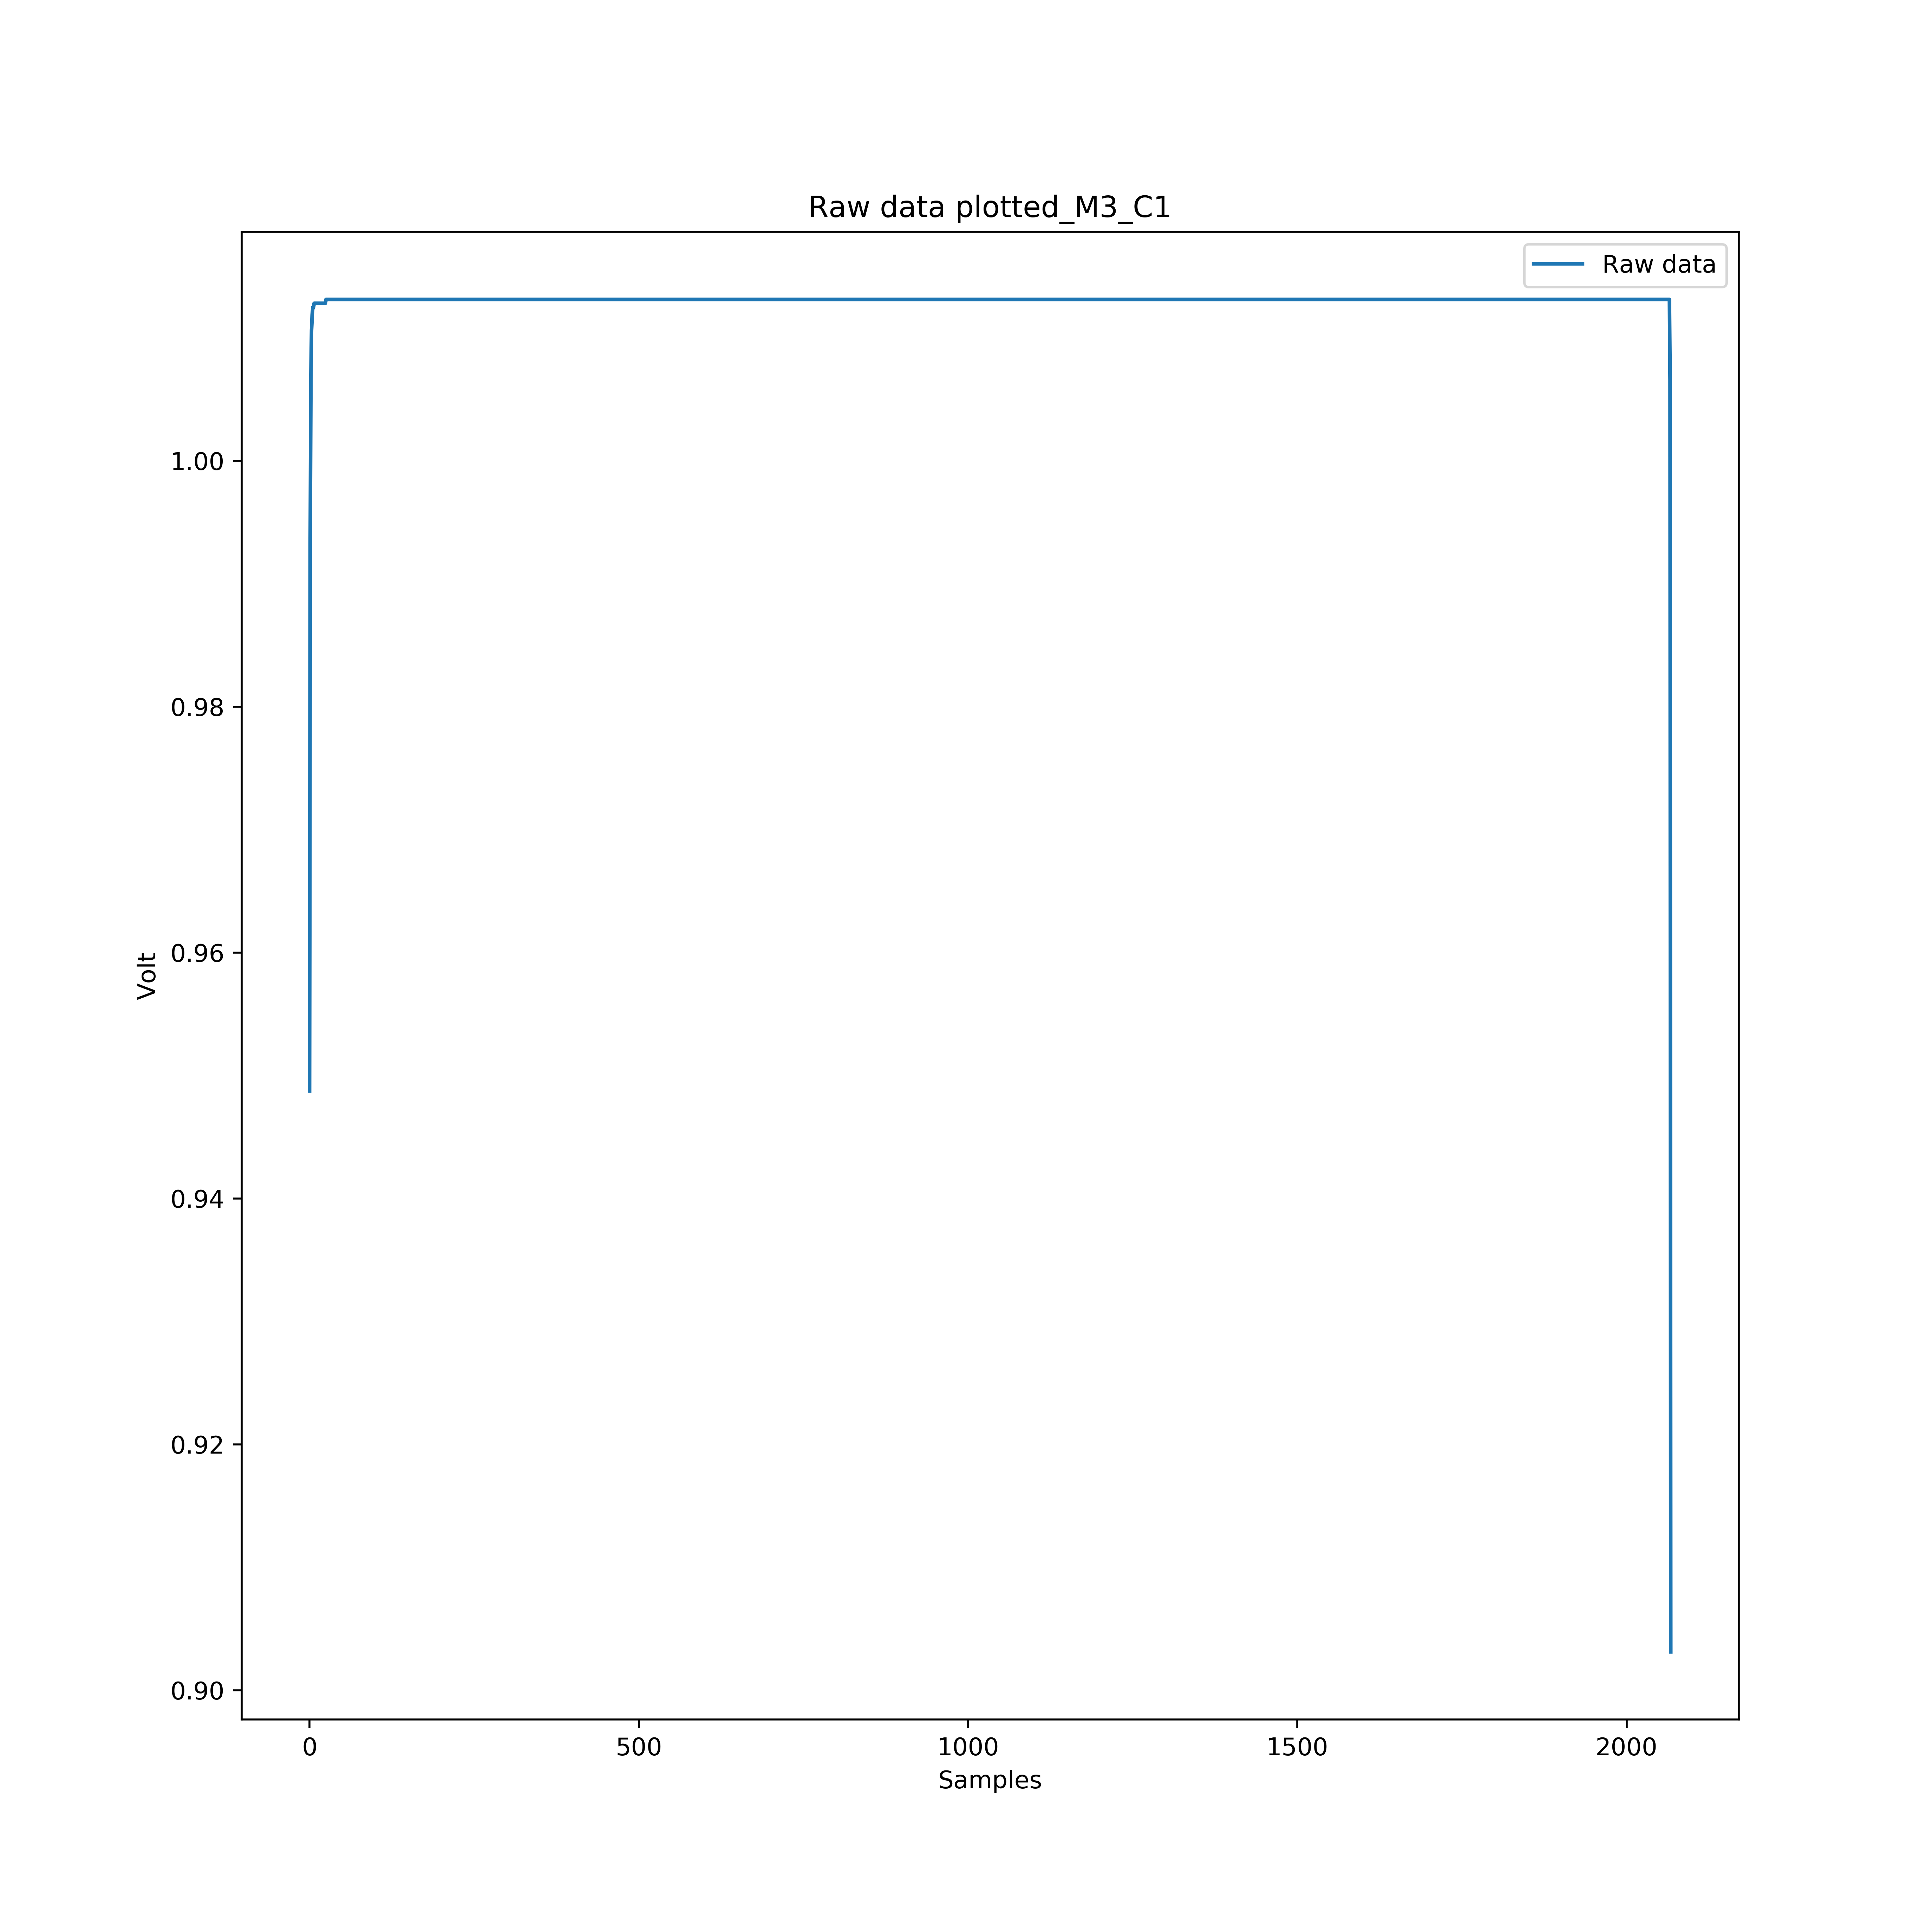 Raw data plotted_M3_C1
Raw data
1.00
0.98
0.96
0.94
0.92
0.90
Volt
0 500 1000 1500 2000
Samples